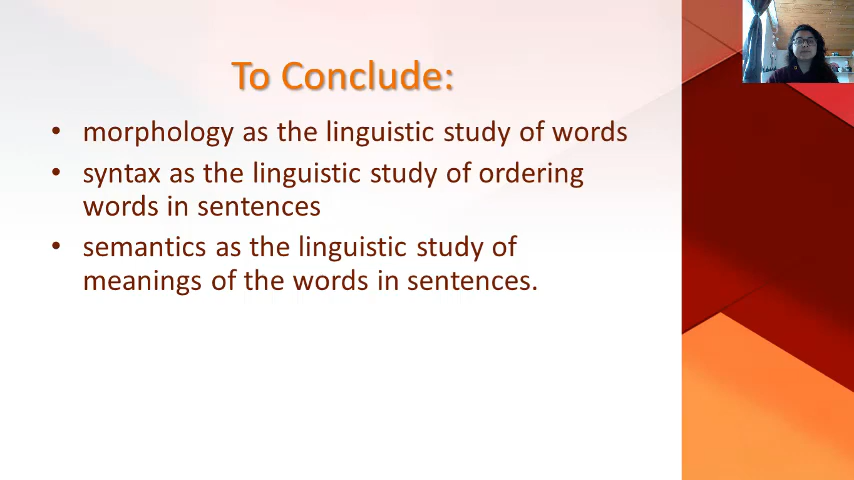 To Conclude:
• morphology as the linguistic study of words
• syntax as the linguistic study of ordering
words in sentences
• semantics as the linguistic study of
meanings of the words in sentences.